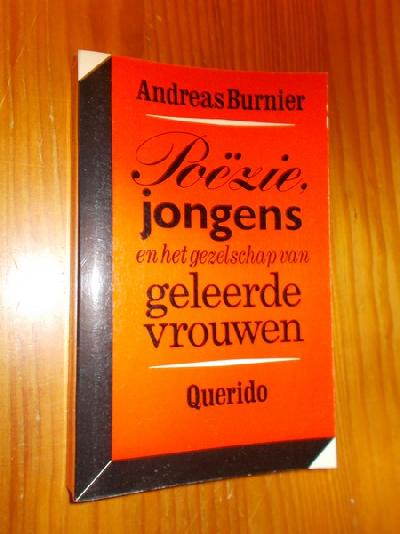 Andreas Burnier
Poëzie,
jongens
en het gezelschap van
geleerde
vrouwen
Querido